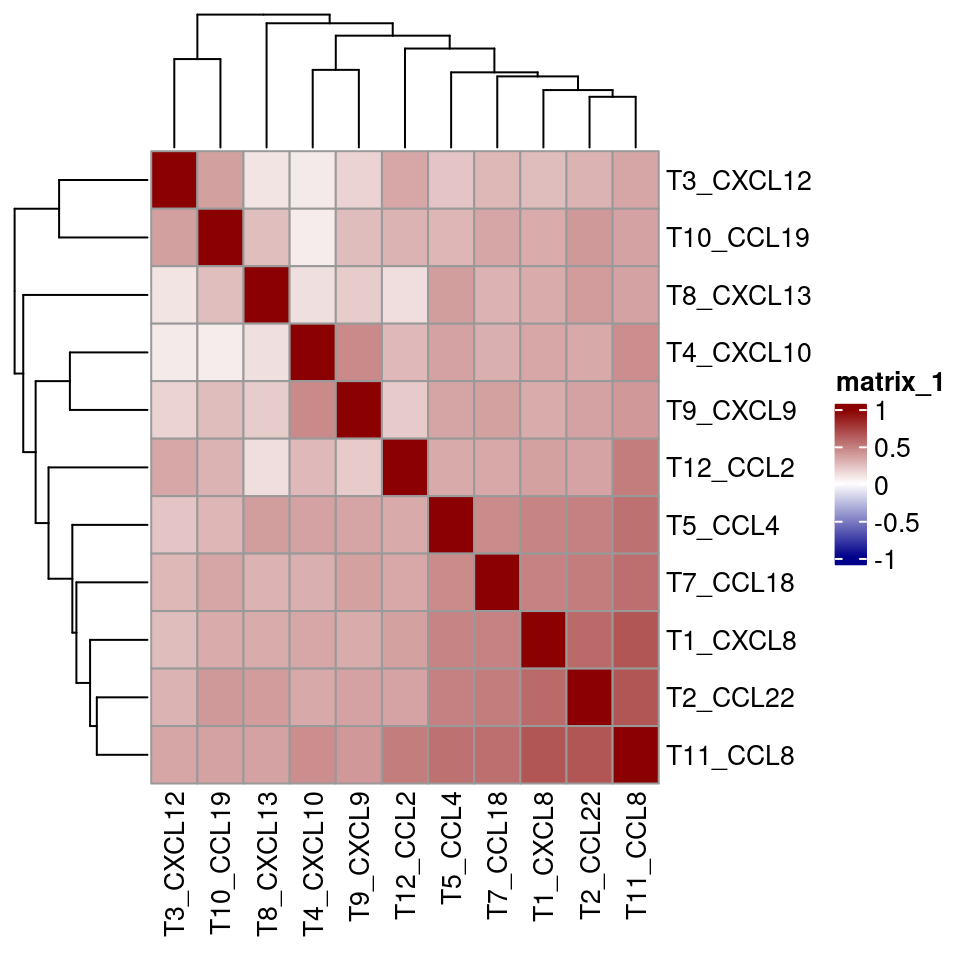 T3_CXCL12
T10_CCL19
T8_CXCL13
T4_CXCL10
T9_CXCL9
T12_CCL2
T5_CCL4
T7_CCL18
T1_CXCL8
T2_CCL22
T11_CCL8
matrix_1
1
0.5
0
-0.5
-1
T3_CXCL12
T10_CCL19
T8_CXCL13
T4_CXCL10
T9_CXCL9
T12_CCL2
T5_CCL4
T7_CCL18
T1_CXCL8
T2_CCL22
T11_CCL8